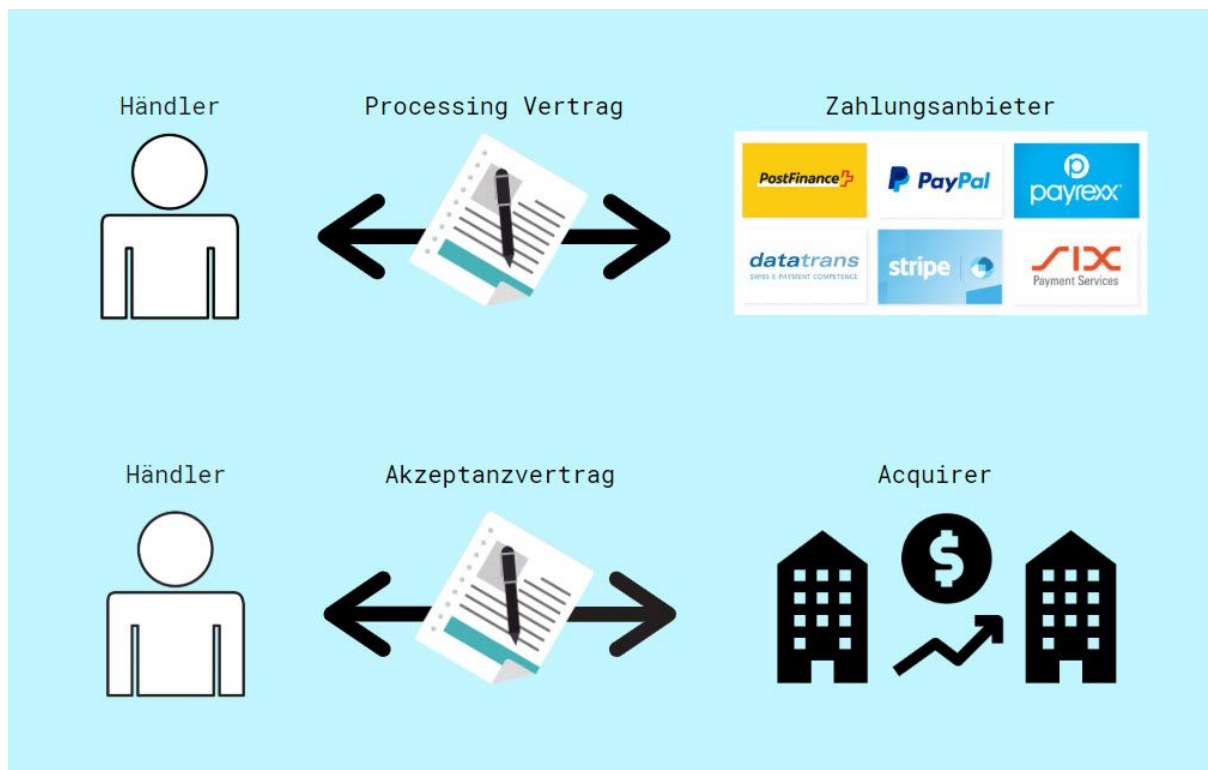 Händler
Processing Vertrag
Zahlungsanbieter
PostFinance
PayPal
payrexx
datatrans
SWISS E-PAYMENT COMPETENCE
stripe
SIX
Payment Services
Händler
Akzeptanzvertrag
Acquirer
$